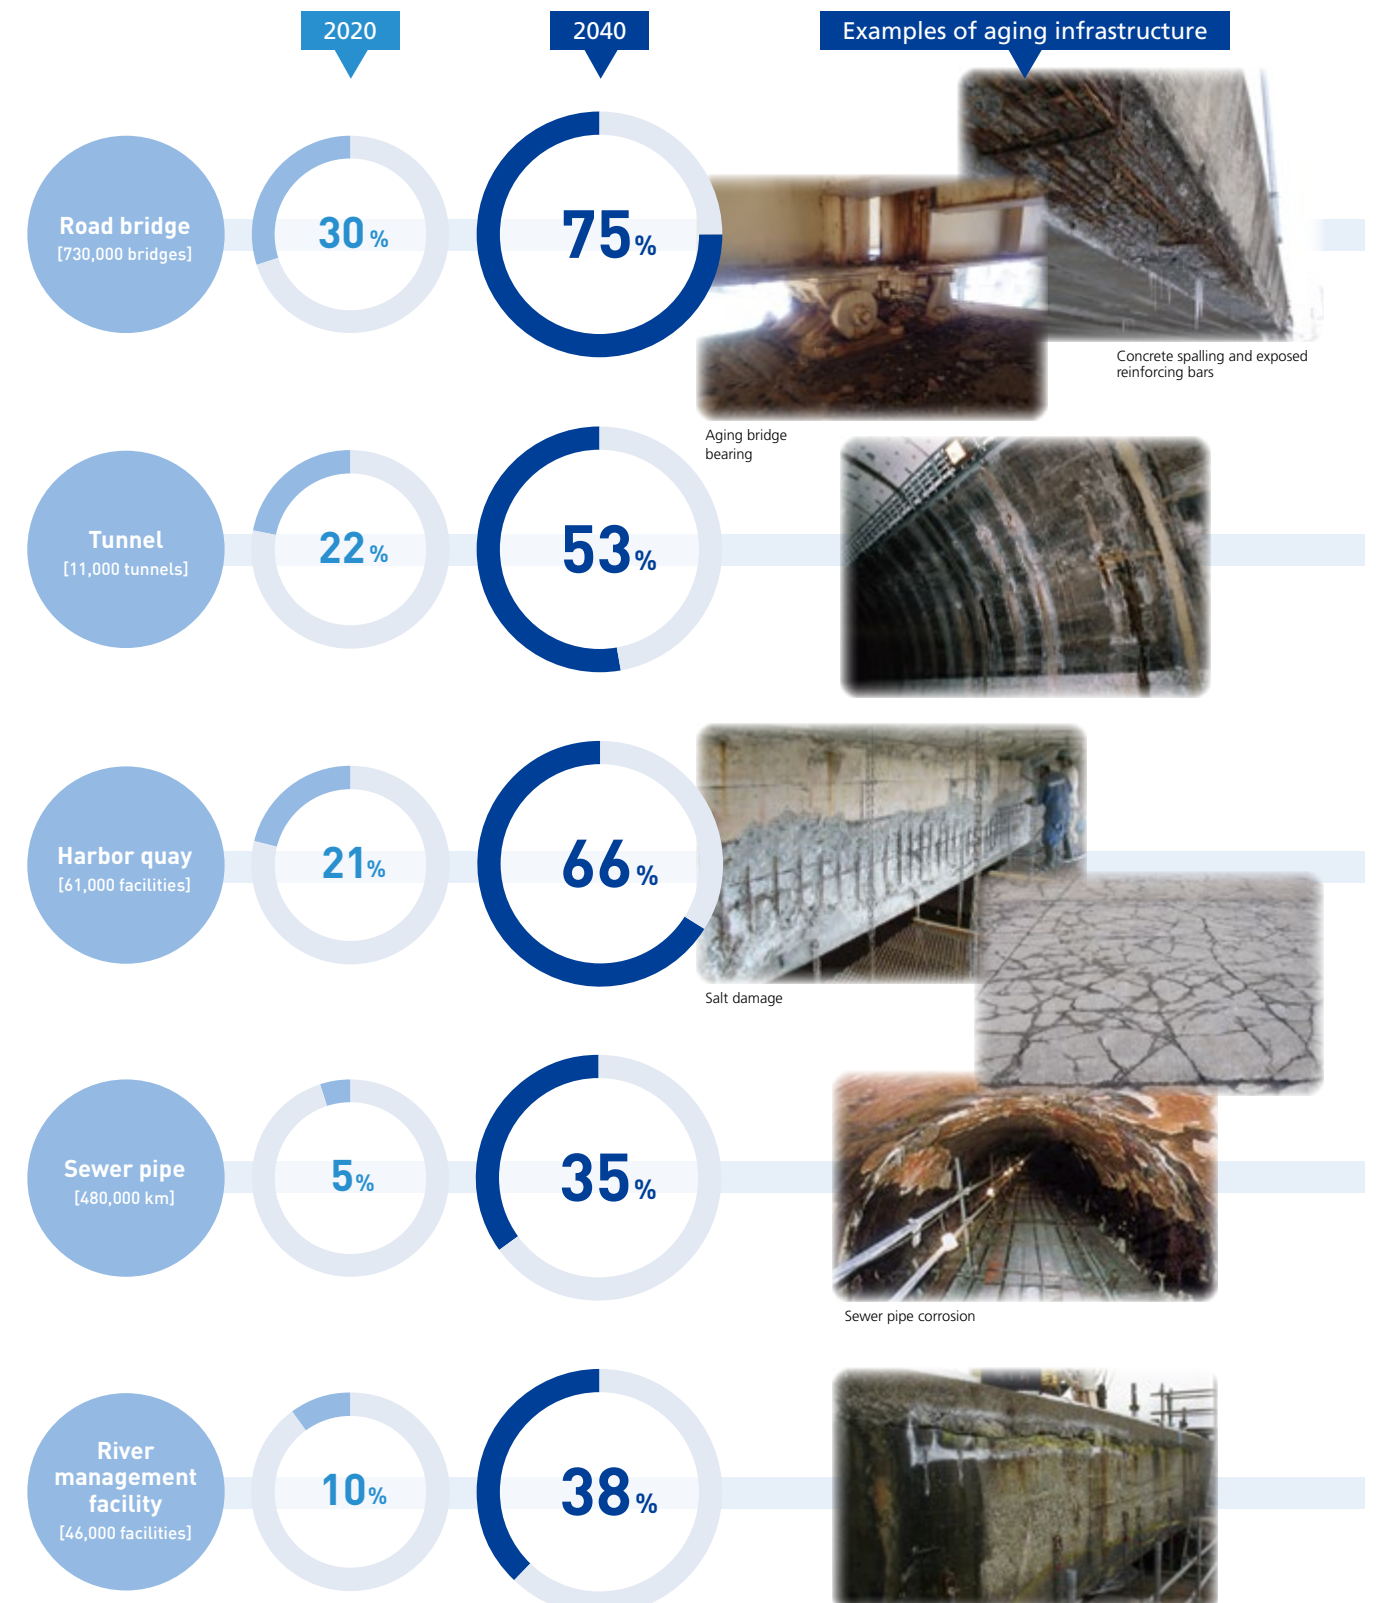 2020
2040
Examples of aging infrastructure
Road bridge
[730,000 bridges]
30%
75%
Concrete spalling and exposed
reinforcing bars
Aging bridge
bearing
Tunnel
[11,000 tunnels]
22%
53%
Harbor quay
[61,000 facilities]
21%
66%
Salt damage
Sewer pipe
[480,000 km]
5%
35%
Sewer pipe corrosion
River
management
facility
[46,000 facilities]
10%
38%